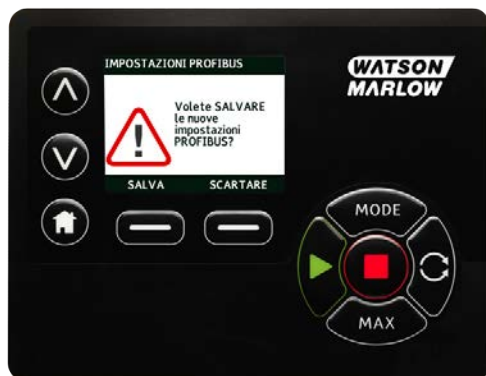 IMPOSTAZIONI PROFIBUS
Volete SALVARE
le nuove
impostazioni
PROFIBUS?
SALVA SCARTARE
WATSON
MARLOW
MODE
MAX